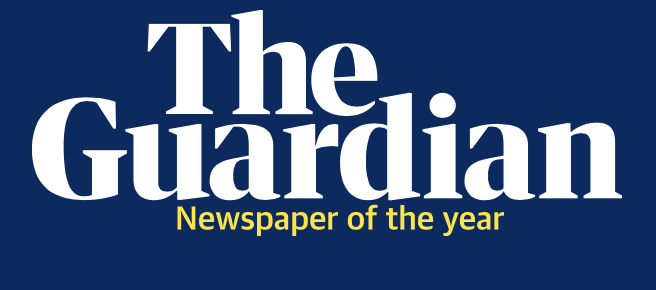 The
Guardian
Newspaper of the year